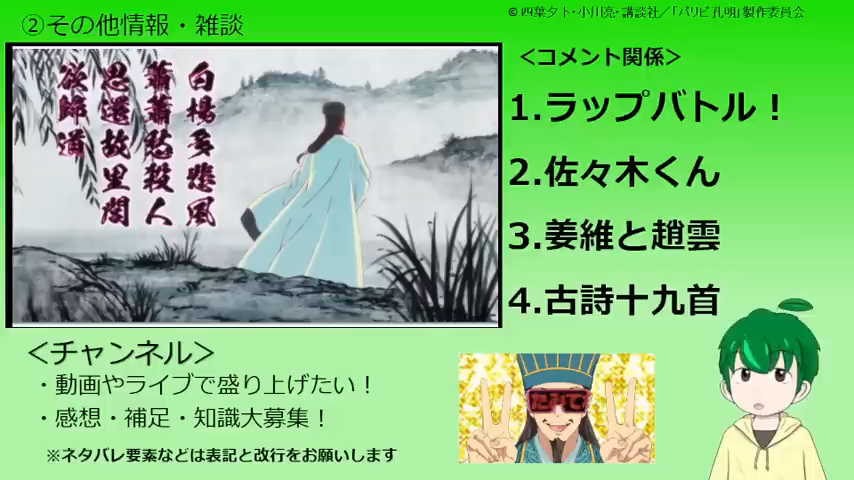 ②その他情報・雑談
© 四葉夕ト・小川亮・講談社／「パリピ孔明」製作委員会
白楊多悲風
蕭蕭愁殺人
思還故里閭
欲歸道
＜コメント関係＞
1.ラップバトル！
2.佐々木くん
3.姜維と趙雲
4.古詩十九首
＜チャンネル＞
・動画やライブで盛り上げたい！
・感想・補足・知識大募集！
※ネタバレ要素などは表記と改行をお願いします